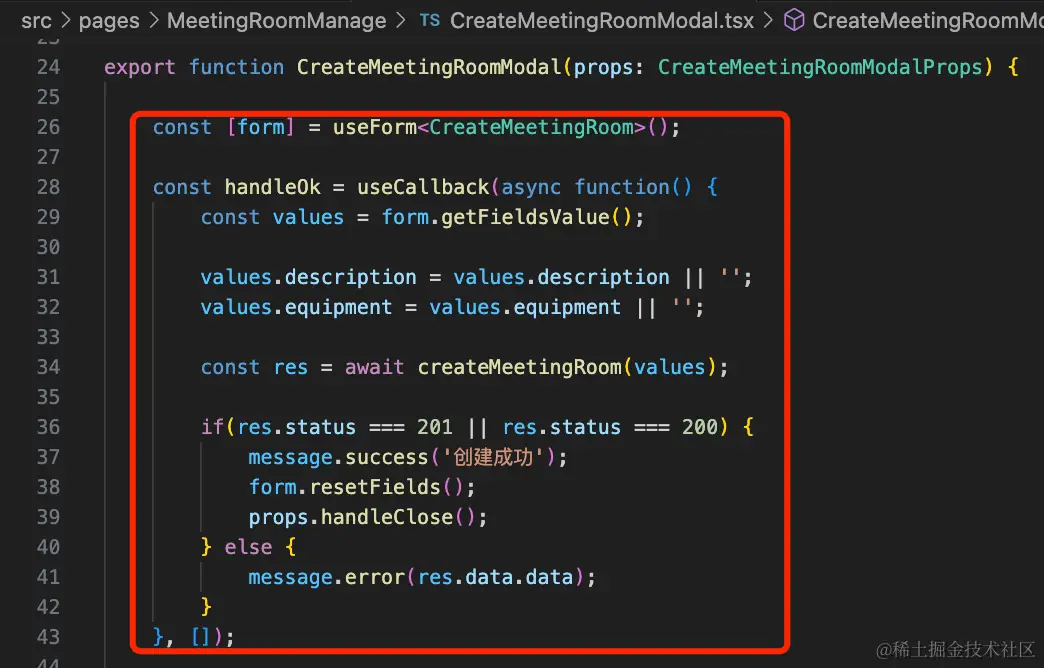 src > pages > MeetingRoomManage > TS CreateMeetingRoomModal.tsx > CreateMeetingRoomMo
24 export function CreateMeetingRoomModal(props: CreateMeetingRoomModalProps) {
25
26 const [form] = useForm<CreateMeetingRoom>();
27
28 const handleOk = useCallback(async function() {
29 const values = form.getFieldsValue();
30
31 values.description = values.description || '';
32 values.equipment = values.equipment || '';
33
34 const res = await createMeetingRoom(values);
35
36 if(res.status === 201 || res.status === 200) {
37 message.success('创建成功');
38 form.resetFields();
39 props.handleClose();
40 } else {
41 message.error(res.data.data);
42 }
43 }, []);
@稀土掘金技术社区